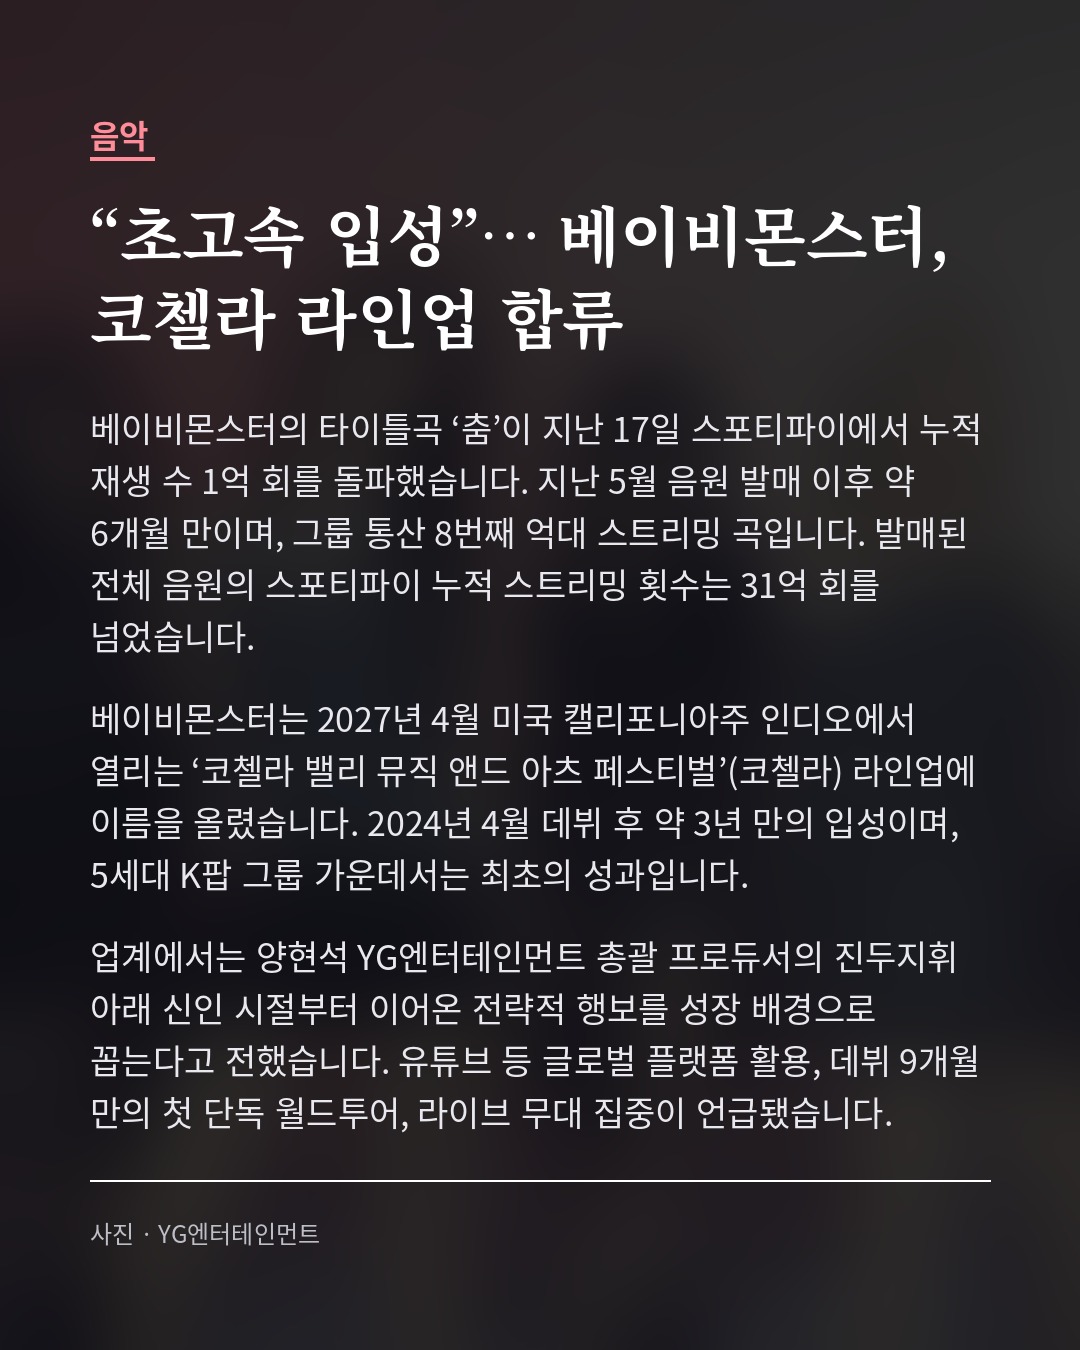 음악
“초고속 입성”… 베이비몬스터,
코첼라 라인업 합류
베이비몬스터의 타이틀곡 ‘춤’이 지난 17일 스포티파이에서 누적
재생 수 1억 회를 돌파했습니다. 지난 5월 음원 발매 이후 약
6개월 만이며, 그룹 통산 8번째 억대 스트리밍 곡입니다. 발매된
전체 음원의 스포티파이 누적 스트리밍 횟수는 31억 회를
넘었습니다.
베이비몬스터는 2027년 4월 미국 캘리포니아주 인디오에서
열리는 ‘코첼라 밸리 뮤직 앤드 아츠 페스티벌’(코첼라) 라인업에
이름을 올렸습니다. 2024년 4월 데뷔 후 약 3년 만의 입성이며,
5세대 K팝 그룹 가운데서는 최초의 성과입니다.
업계에서는 양현석 YG엔터테인먼트 총괄 프로듀서의 진두지휘
아래 신인 시절부터 이어온 전략적 행보를 성장 배경으로
꼽는다고 전했습니다. 유튜브 등 글로벌 플랫폼 활용, 데뷔 9개월
만의 첫 단독 월드투어, 라이브 무대 집중이 언급됐습니다.
사진 · YG엔터테인먼트